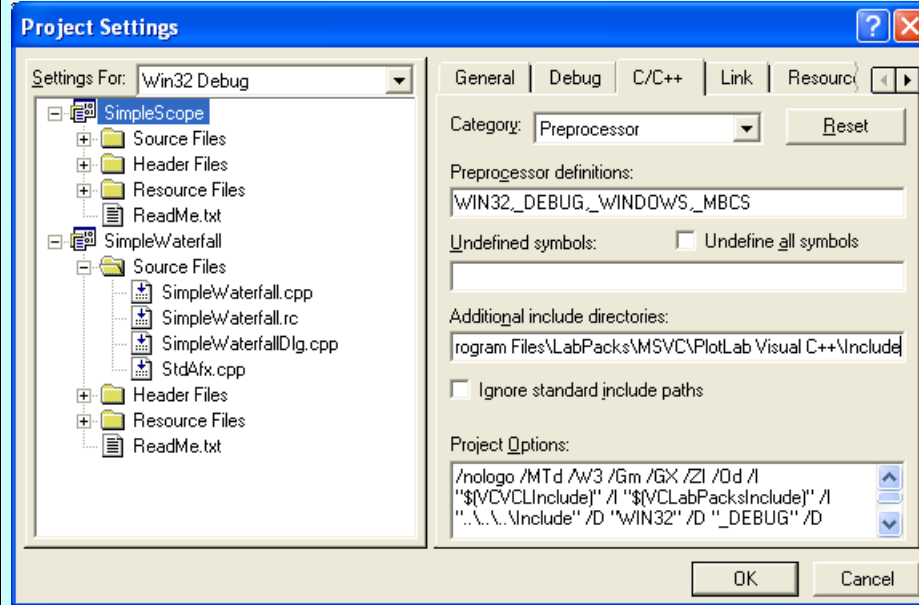 Project Settings
Settings For: Win32 Debug
SimpleScope
Source Files
Header Files
Resource Files
ReadMe.txt
SimpleWaterfall
Source Files
SimpleWaterfall.cpp
SimpleWaterfall.rc
SimpleWaterfallDlg.cpp
StdAfx.cpp
Header Files
Resource Files
ReadMe.txt
General Debug C/C++ Link Resourc
Category: Preprocessor Reset
Preprocessor definitions:
WIN32,_DEBUG,_WINDOWS,_MBCS
Undefined symbols: Undefine all symbols
Additional include directories:
rogram Files\LabPacks\MSVC\PlotLab Visual C++\Include
Ignore standard include paths
Project Options:
/nologo /MTd /W3 /Gm /GX /ZI /Od /I
"$(VCVCLInclude)" /I "$(VCLabPacksInclude)" /I
"..\..\..\Include" /D "WIN32" /D "_DEBUG" /D
OK Cancel